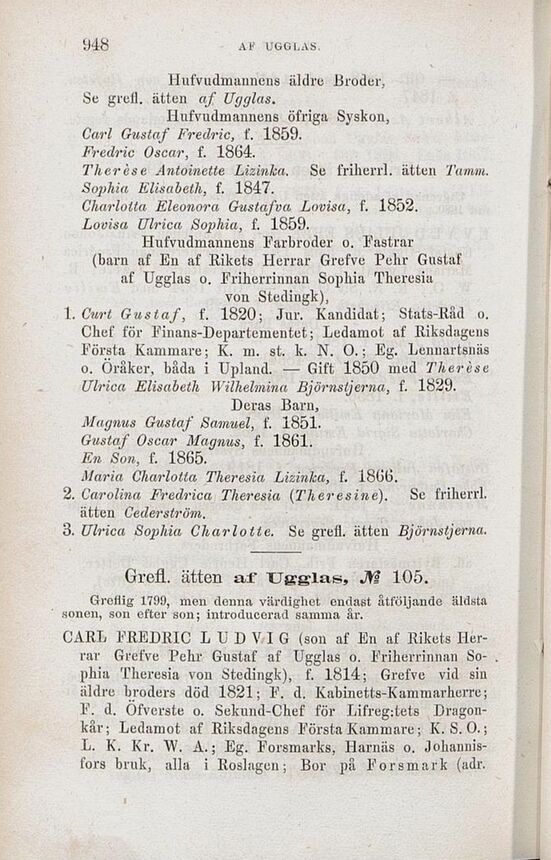 948
AF UGGLAS.
Hufvudmannens äldre Broder,
Se grefl. ätten af Ugglas.
Hufvudmannens öfriga Syskon,
Carl Gustaf Fredric, f. 1859.
Fredric Oscar, f. 1864.
Therèse Antoinette Lizinka. Se friherrl. ätten Tamm.
Sophia Elisabeth, f. 1847.
Charlotta Eleonora Gustafva Lovisa, f. 1852.
Lovisa Ulrica Sophia, f. 1859.
Hufvudmannens Farbroder o. Fastrar
(barn af En af Rikets Herrar Grefve Pehr Gustaf
af Ugglas o. Friherrinnan Sophia Theresia
von Stedingk),
1. Curt Gustaf, f. 1820; Jur. Kandidat; Stats-Råd o.
Chef för Finans-Departementet; Ledamot af Riksdagens
Första Kammare; K. m. st. k. N. O.; Eg. Lennartsnäs
o. Öråker, båda i Upland. — Gift 1850 med Therèse
Ulrica Elisabeth Wilhelmina Björnstjerna, f. 1829.
Deras Barn,
Magnus Gustaf Samuel, f. 1851.
Gustaf Oscar Magnus, f. 1861.
En Son, f. 1865.
Maria Charlotta Theresia Lizinka, f. 1866.
2. Carolina Fredrica Theresia (Theresine). Se friherrl.
ätten Cederström.
3. Ulrica Sophia Charlotte. Se grefl. ätten Björnstjerna.
Grefl. ätten af Ugglas, № 105.
Greflig 1799, men denna värdighet endast åtföljande äldsta
sonen, son efter son; introducerad samma år.
CARL FREDRIC LUDVIG (son af En af Rikets Her-
rar Grefve Pehr Gustaf af Ugglas o. Friherrinnan So-
phia Theresia von Stedingk), f. 1814; Grefve vid sin
äldre broders död 1821; F. d. Kabinetts-Kammarherre;
F. d. Öfverste o. Sekund-Chef för Lifreg:tets Dragon-
kår; Ledamot af Riksdagens Första Kammare; K. S. O.;
L. K. Kr. W. A.; Eg. Forsmarks, Harnäs o. Johannis-
fors bruk, alla i Roslagen; Bor på Forsmark (adr.